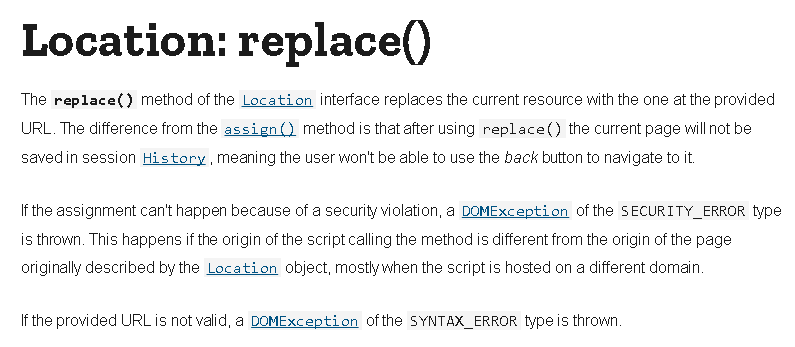 Location: replace()
The replace() method of the Location interface replaces the current resource with the one at the provided
URL. The difference from the assign() method is that after using replace() the current page will not be
saved in session History, meaning the user won't be able to use the back button to navigate to it.
If the assignment can't happen because of a security violation, a DOMException of the SECURITY_ERROR type
is thrown. This happens if the origin of the script calling the method is different from the origin of the page
originally described by the Location object, mostly when the script is hosted on a different domain.
If the provided URL is not valid, a DOMException of the SYNTAX_ERROR type is thrown.